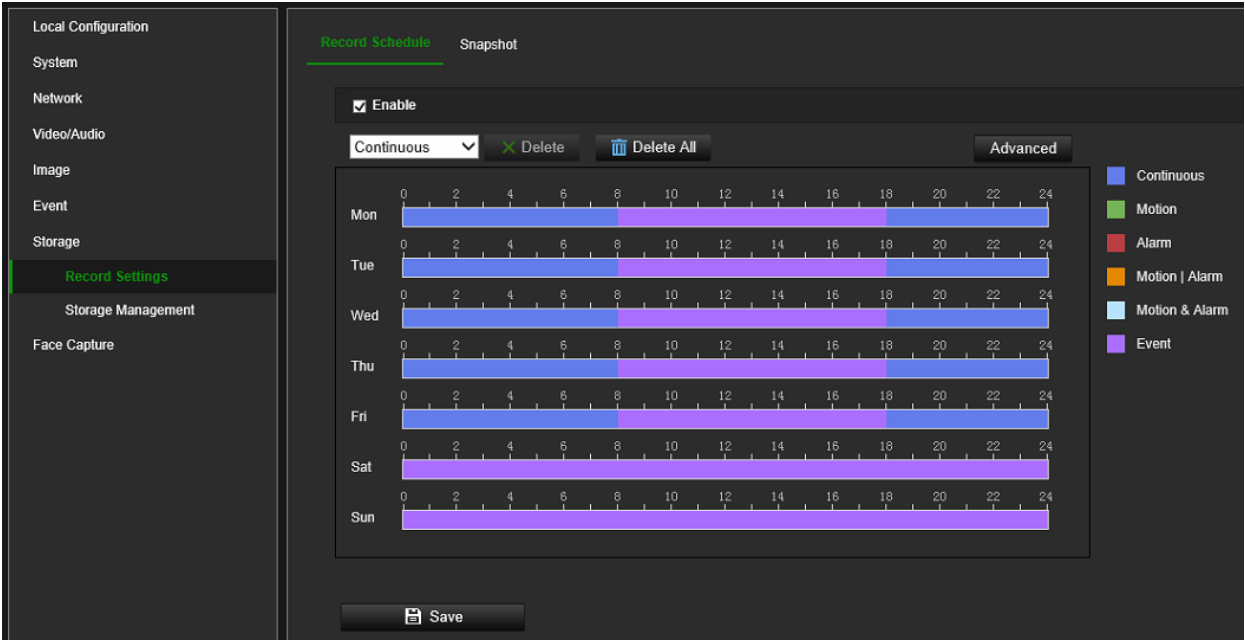 Local Configuration
System
Network
Video/Audio
Image
Event
Storage
Record Settings
Storage Management
Face Capture
Record Schedule Snapshot
Enable
Continuous Delete Delete All Advanced
0 2 4 6 8 10 12 14 16 18 20 22 24
Mon
0 2 4 6 8 10 12 14 16 18 20 22 24
Tue
0 2 4 6 8 10 12 14 16 18 20 22 24
Wed
0 2 4 6 8 10 12 14 16 18 20 22 24
Thu
0 2 4 6 8 10 12 14 16 18 20 22 24
Fri
0 2 4 6 8 10 12 14 16 18 20 22 24
Sat
0 2 4 6 8 10 12 14 16 18 20 22 24
Sun
Continuous
Motion
Alarm
Motion | Alarm
Motion & Alarm
Event
Save